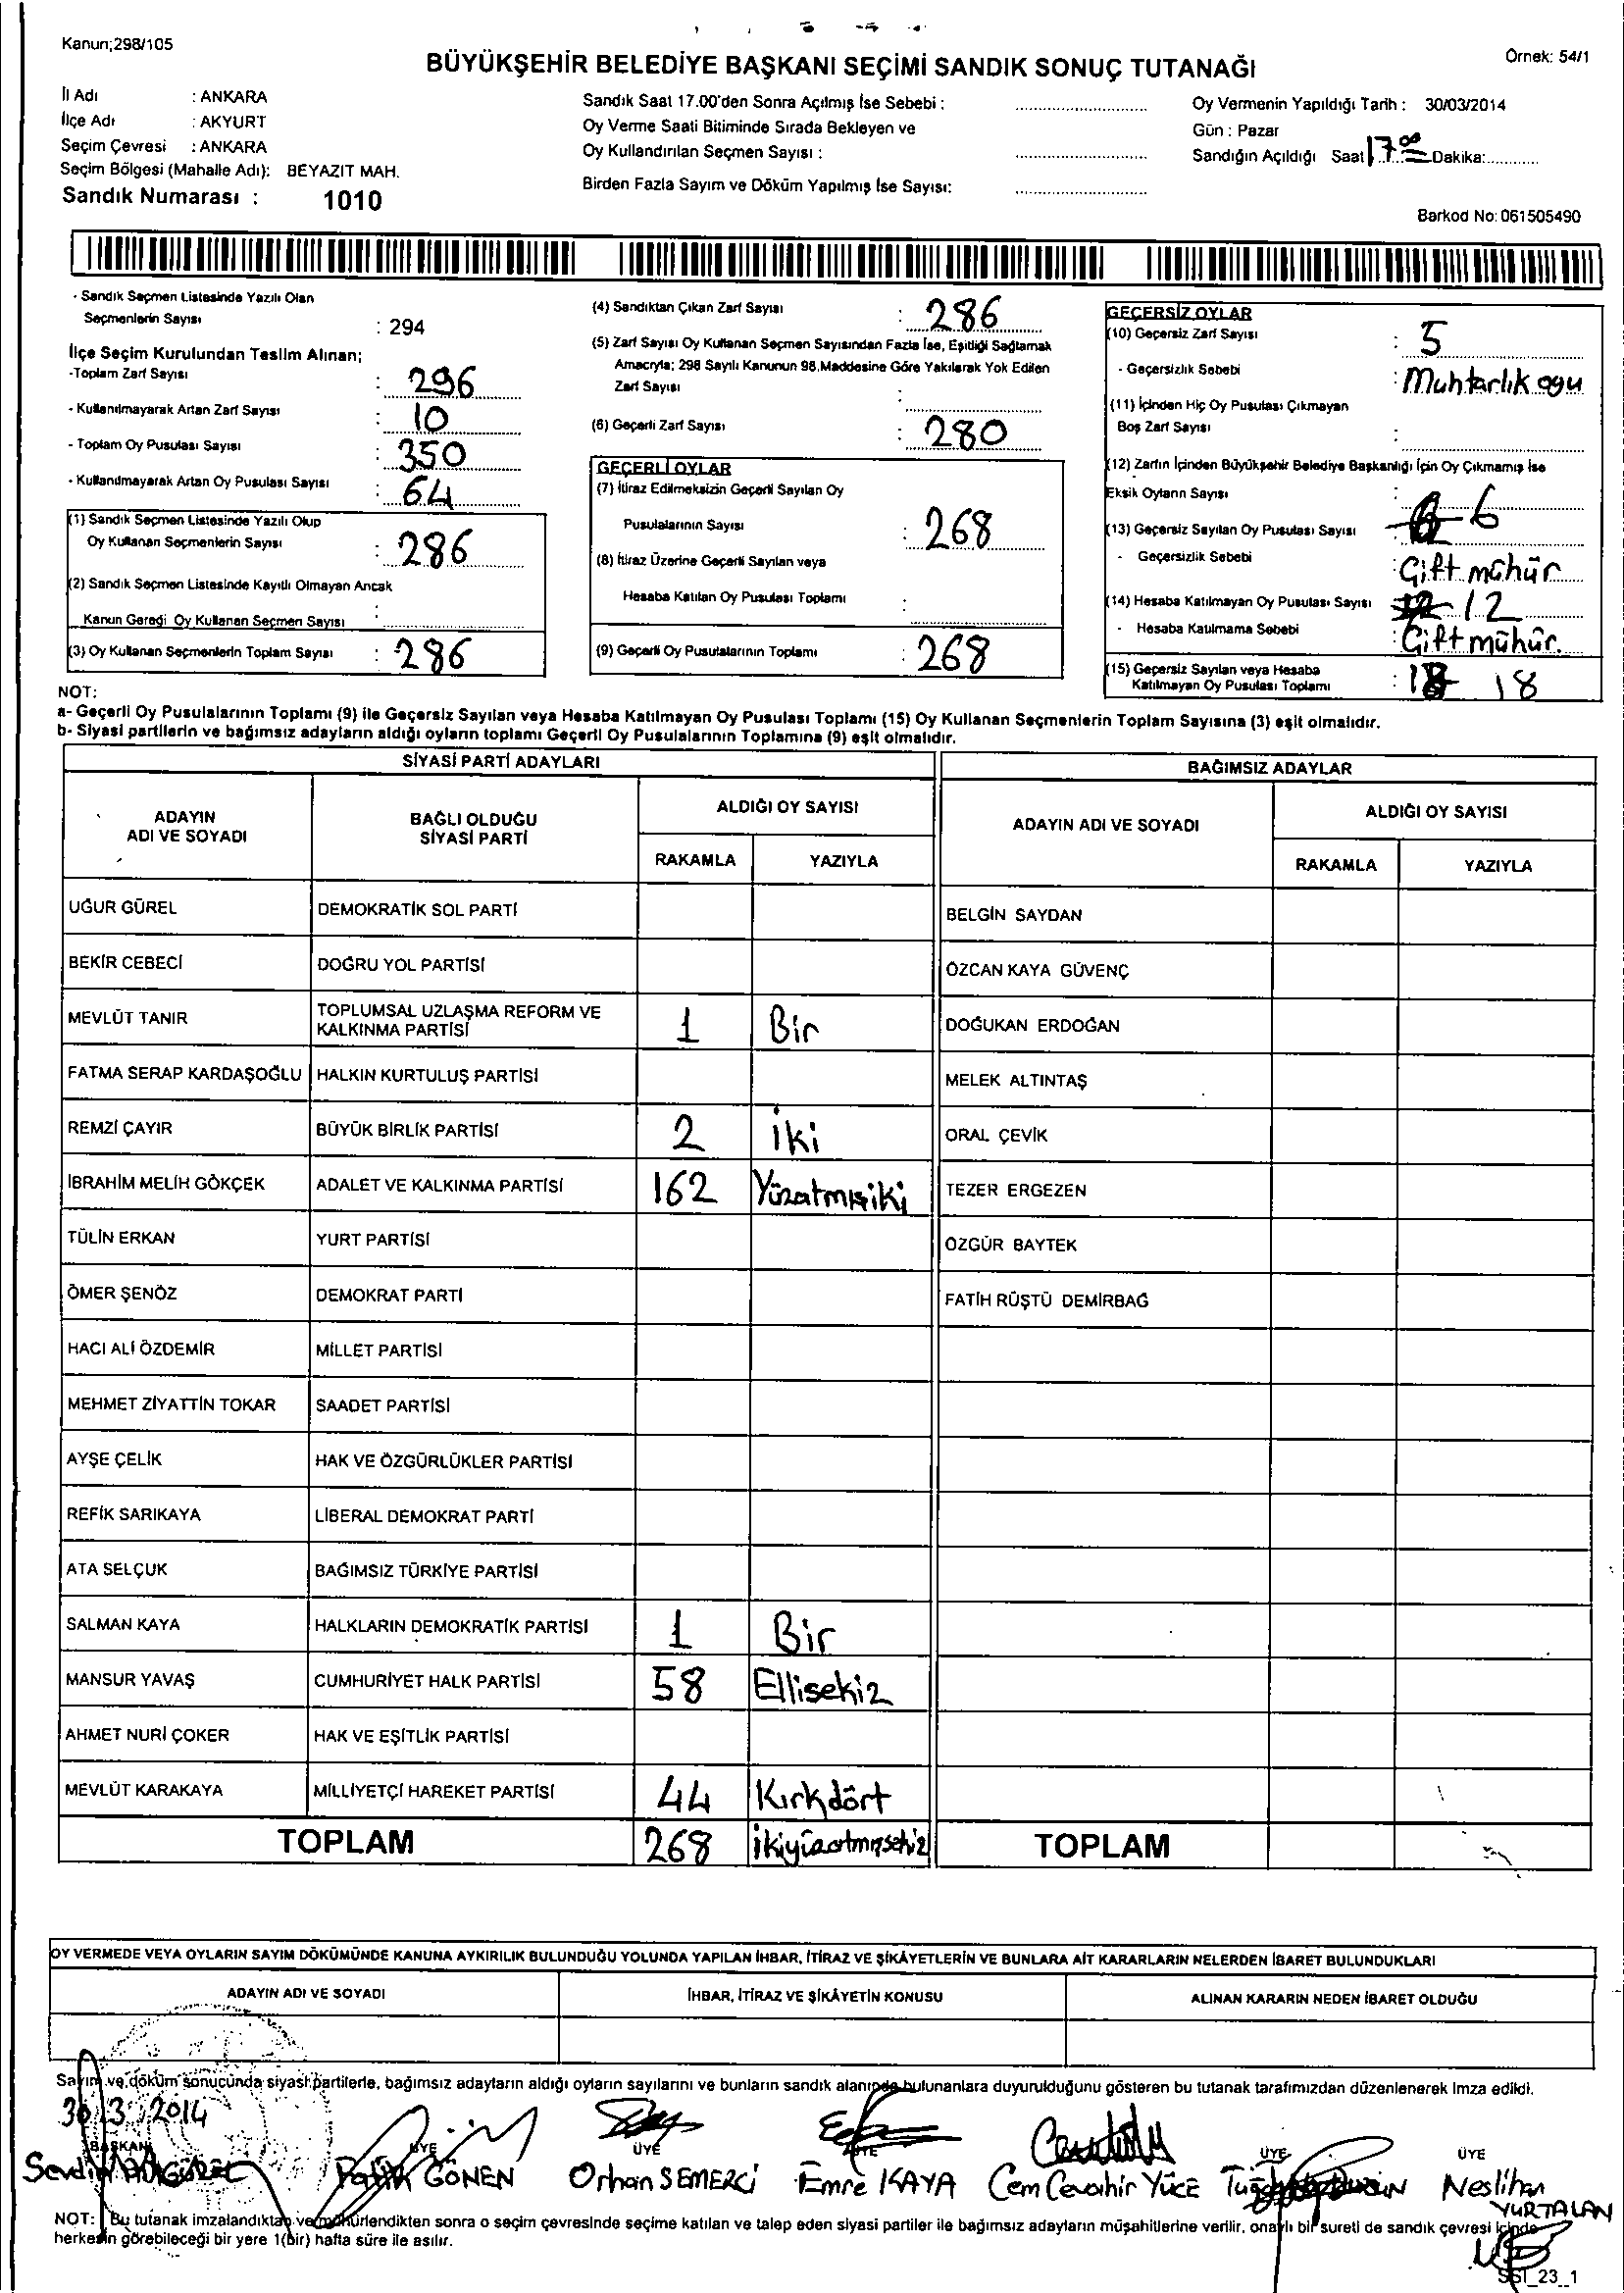 Kanun;298/105
Örnek: 54/1
BÜYÜKŞEHİR BELEDİYE BAŞKANI SEÇİMİ SANDIK SONUÇ TUTANAĞI
İl Adı : ANKARA
İlçe Adı : AKYURT
Seçim Çevresi : ANKARA
Seçim Bölgesi (Mahalle Adı): BEYAZIT MAH.
Sandık Numarası : 1010
Sandık Saat 17.00'den Sonra Açılmış İse Sebebi :
Oy Verme Saati Bitiminde Sırada Bekleyen ve
Oy Kullandırılan Seçmen Sayısı :
Birden Fazla Sayım ve Döküm Yapılmış İse Sayısı:
Oy Vermenin Yapıldığı Tarih : 30/03/2014
Gün : Pazar
Sandığın Açıldığı Saat 17.00 Dakika:
Barkod No: 061505490
- Sandık Seçmen Listesinde Yazılı Olan
Seçmenlerin Sayısı : 294
İlçe Seçim Kurulundan Teslim Alınan;
-Toplam Zarf Sayısı : 296
- Kullanılmayarak Artan Zarf Sayısı : 10
- Toplam Oy Pusulası Sayısı : 350
- Kullanılmayarak Artan Oy Pusulası Sayısı : 64
(1) Sandık Seçmen Listesinde Yazılı Olup
Oy Kullanan Seçmenlerin Sayısı : 286
(2) Sandık Seçmen Listesinde Kayıtlı Olmayan Ancak
Kanun Gereği Oy Kullanan Seçmen Sayısı :
(3) Oy Kullanan Seçmenlerin Toplam Sayısı : 286
(4) Sandıktan Çıkan Zarf Sayısı : 286
(5) Zarf Sayısı Oy Kullanan Seçmen Sayısından Fazla İse, Eşitliği Sağlamak
Amacıyla; 298 Sayılı Kanunun 98.Maddesine Göre Yakılarak Yok Edilen
Zarf Sayısı :
(6) Geçerli Zarf Sayısı : 280
GEÇERLİ OYLAR
(7) İtiraz Edilmeksizin Geçerli Sayılan Oy
Pusulalarının Sayısı : 268
(8) İtiraz Üzerine Geçerli Sayılan veya
Hesaba Katılan Oy Pusulası Toplamı :
(9) Geçerli Oy Pusulalarının Toplamı : 268
GEÇERSİZ OYLAR
(10) Geçersiz Zarf Sayısı : 5
- Geçersizlik Sebebi : Muhtarlık ogu
(11) İçinden Hiç Oy Pusulası Çıkmayan
Boş Zarf Sayısı :
(12) Zarfın İçinden Büyükşehir Belediye Başkanlığı İçin Oy Çıkmamış İse
Eksik Oyların Sayısı :
(13) Geçersiz Sayılan Oy Pusulası Sayısı 6
- Geçersizlik Sebebi : Çift mühür
(14) Hesaba Katılmayan Oy Pusulası Sayısı 12
- Hesaba Katılmama Sebebi : Çift mühür.
(15) Geçersiz Sayılan veya Hesaba
Katılmayan Oy Pusulası Toplamı : 18
NOT:
a- Geçerli Oy Pusulalarının Toplamı (9) ile Geçersiz Sayılan veya Hesaba Katılmayan Oy Pusulası Toplamı (15) Oy Kullanan Seçmenlerin Toplam Sayısına (3) eşit olmalıdır.
b- Siyasi partilerin ve bağımsız adayların aldığı oyların toplamı Geçerli Oy Pusulalarının Toplamına (9) eşit olmalıdır.
SİYASİ PARTİ ADAYLARI
ADAYIN
ADI VE SOYADI
BAĞLI OLDUĞU
SİYASİ PARTİ
ALDIĞI OY SAYISI
RAKAMLA YAZIYLA
UĞUR GÜREL DEMOKRATİK SOL PARTİ
BEKİR CEBECİ DOĞRU YOL PARTİSİ
MEVLÜT TANIR TOPLUMSAL UZLAŞMA REFORM VE
KALKINMA PARTİSİ 1 Bir
FATMA SERAP KARDAŞOĞLU HALKIN KURTULUŞ PARTİSİ
REMZİ ÇAYIR BÜYÜK BİRLİK PARTİSİ 2 iki
İBRAHİM MELİH GÖKÇEK ADALET VE KALKINMA PARTİSİ 162 Yüzatmışiki
TÜLİN ERKAN YURT PARTİSİ
ÖMER ŞENÖZ DEMOKRAT PARTİ
HACI ALİ ÖZDEMİR MİLLET PARTİSİ
MEHMET ZİYATTİN TOKAR SAADET PARTİSİ
AYŞE ÇELİK HAK VE ÖZGÜRLÜKLER PARTİSİ
REFİK SARIKAYA LİBERAL DEMOKRAT PARTİ
ATA SELÇUK BAĞIMSIZ TÜRKİYE PARTİSİ
SALMAN KAYA HALKLARIN DEMOKRATİK PARTİSİ 1 Bir
MANSUR YAVAŞ CUMHURİYET HALK PARTİSİ 58 Ellisekiz
AHMET NURİ ÇOKER HAK VE EŞİTLİK PARTİSİ
MEVLÜT KARAKAYA MİLLİYETÇİ HAREKET PARTİSİ 44 Kırkdört
TOPLAM 268 ikiyüzatmışsekiz
BAĞIMSIZ ADAYLAR
ADAYIN ADI VE SOYADI
ALDIĞI OY SAYISI
RAKAMLA YAZIYLA
BELGİN SAYDAN
ÖZCAN KAYA GÜVENÇ
DOĞUKAN ERDOĞAN
MELEK ALTINTAŞ
ORAL ÇEVİK
TEZER ERGEZEN
ÖZGÜR BAYTEK
FATİH RÜŞTÜ DEMİRBAĞ
TOPLAM
OY VERMEDE VEYA OYLARIN SAYIM DÖKÜMÜNDE KANUNA AYKIRILIK BULUNDUĞU YOLUNDA YAPILAN İHBAR, İTİRAZ VE ŞİKÂYETLERİN VE BUNLARA AİT KARARLARIN NELERDEN İBARET BULUNDUKLARI
ADAYIN ADI VE SOYADI İHBAR, İTİRAZ VE ŞİKÂYETİN KONUSU ALINAN KARARIN NEDEN İBARET OLDUĞU
Sayım ve döküm sonucunda siyasi partilerle, bağımsız adayların aldığı oyların sayılarını ve bunların sandık alanında bulunanlara duyurulduğunu gösteren bu tutanak tarafımızdan düzenlenerek imza edildi.
30/3/2014
BAŞKAN ÜYE ÜYE ÜYE ÜYE ÜYE
GÖNEN Orhan SEMERCİ Emre KAYA Cem Cevahir YÜCE Neslihan
YURTALAN
NOT: Bu tutanak imzalandıktan ve mühürlendikten sonra o seçim çevresinde seçime katılan ve talep eden siyasi partiler ile bağımsız adayların müşahitlerine verilir, onaylı bir sureti de sandık çevresi içinde
herkesin görebileceği bir yere 1(bir) hafta süre ile asılır.
SST_23_1